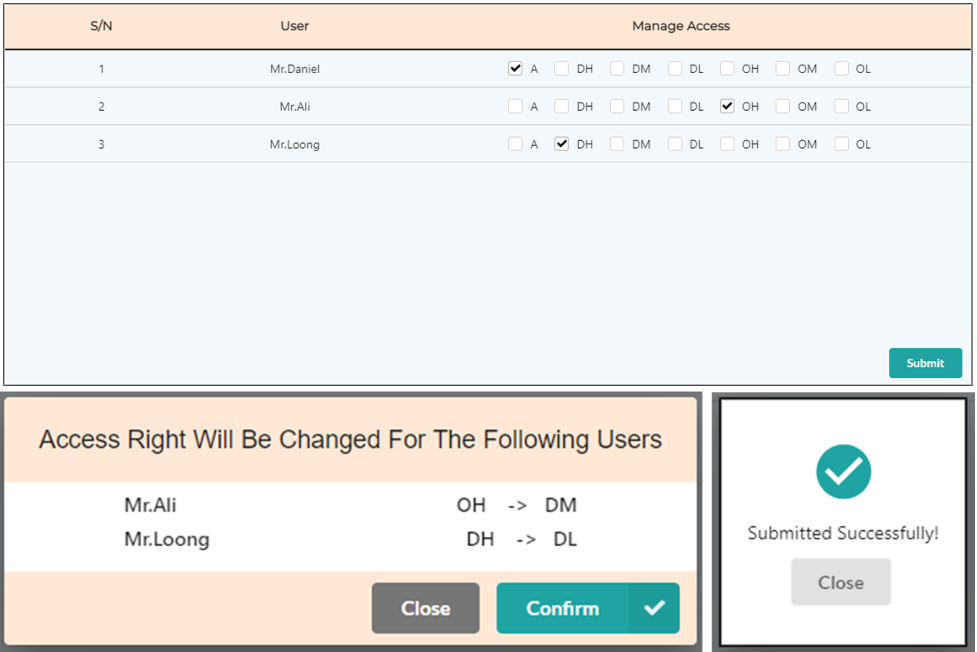 S/N User Manage Access
1 Mr.Daniel A DH DM DL OH OM OL
2 Mr.Ali A DH DM DL OH OM OL
3 Mr.Loong A DH DM DL OH OM OL
Submit
Access Right Will Be Changed For The Following Users
Mr.Ali OH -> DM
Mr.Loong DH -> DL
Close Confirm
Submitted Successfully!
Close